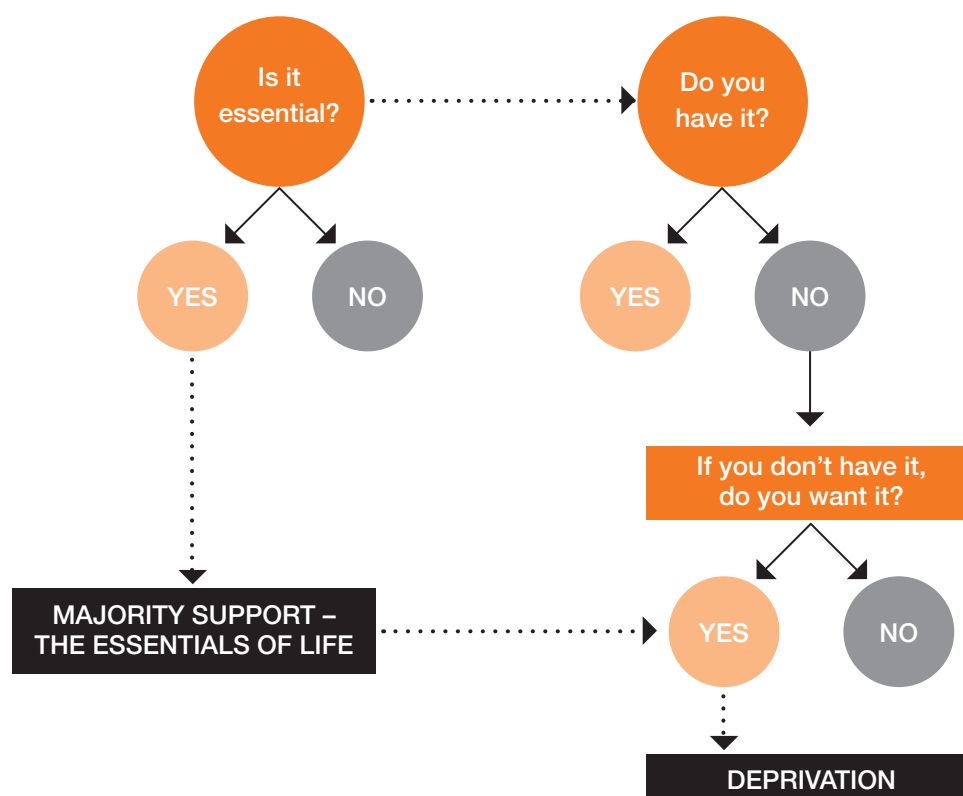 Is it
essential?
Do you
have it?
YES
NO
YES
NO
If you don’t have it,
do you want it?
MAJORITY SUPPORT –
THE ESSENTIALS OF LIFE
YES
NO
DEPRIVATION